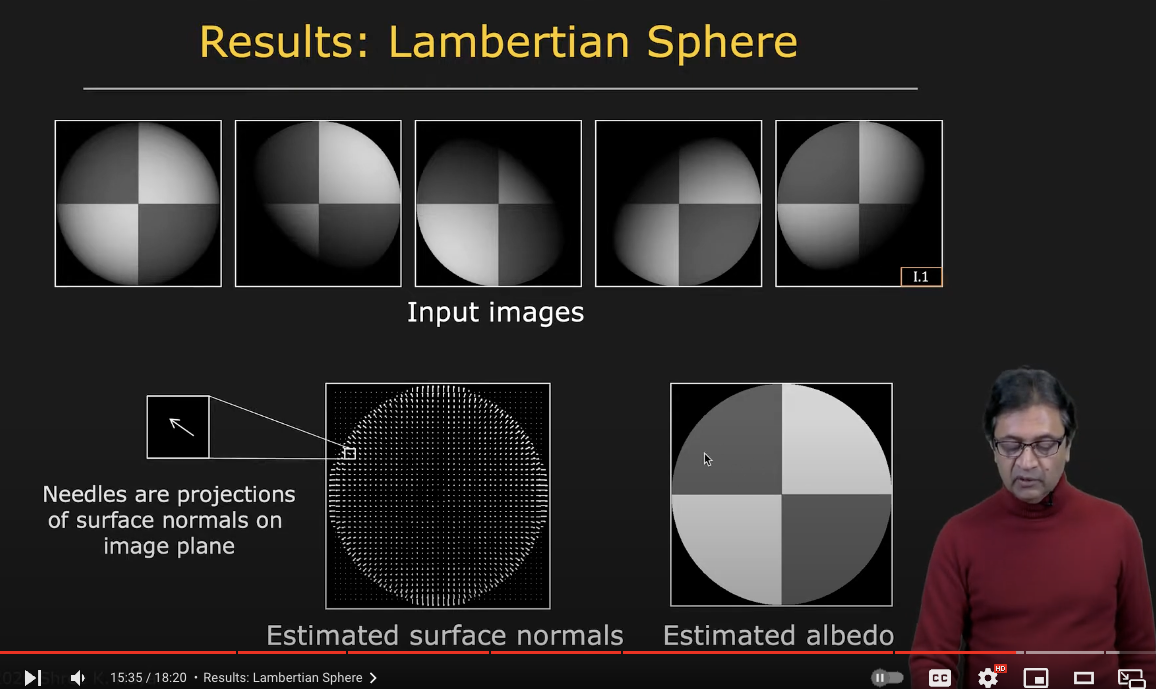 Results: Lambertian Sphere
I.1
Input images
Needles are projections
of surface normals on
image plane
Estimated surface normals
Estimated albedo
HD
15:35 / 18:20 • Results: Lambertian Sphere
CC